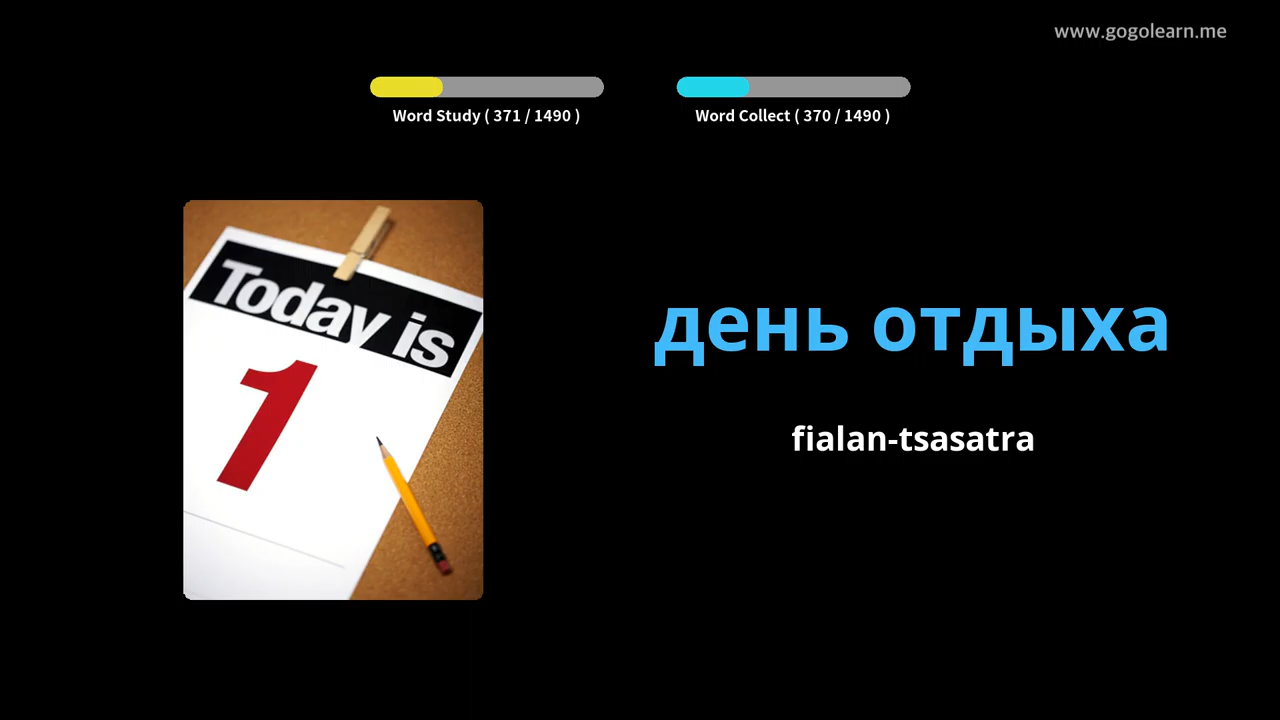 www.gogolearn.me
Word Study ( 371 / 1490 )
Word Collect ( 370 / 1490 )
Today is
1
день отдыха
fialan-tsasatra